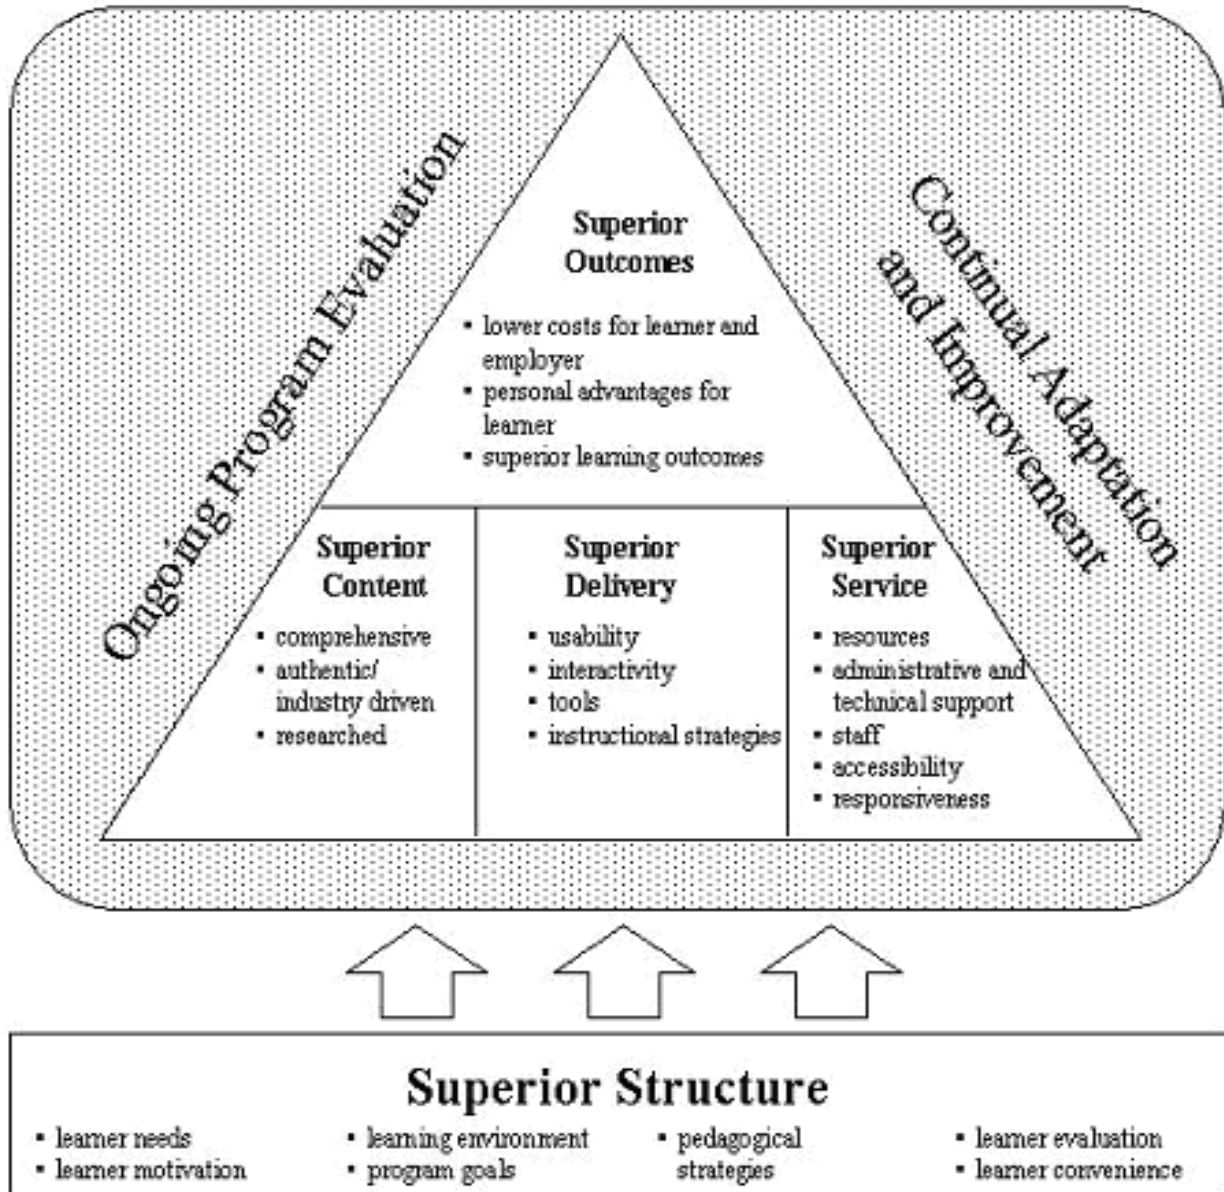 Ongoing Program Evaluation
Continual Adaptation
and Improvement
Superior
Outcomes
▪ lower costs for learner and
employer
▪ personal advantages for
learner
▪ superior learning outcomes
Superior
Content
▪ comprehensive
▪ authentic/
industry driven
▪ researched
Superior
Delivery
▪ usability
▪ interactivity
▪ tools
▪ instructional strategies
Superior
Service
▪ resources
▪ administrative and
technical support
▪ staff
▪ accessibility
▪ responsiveness
Superior Structure
▪ learner needs
▪ learner motivation
▪ learning environment
▪ program goals
▪ pedagogical
strategies
▪ learner evaluation
▪ learner convenience